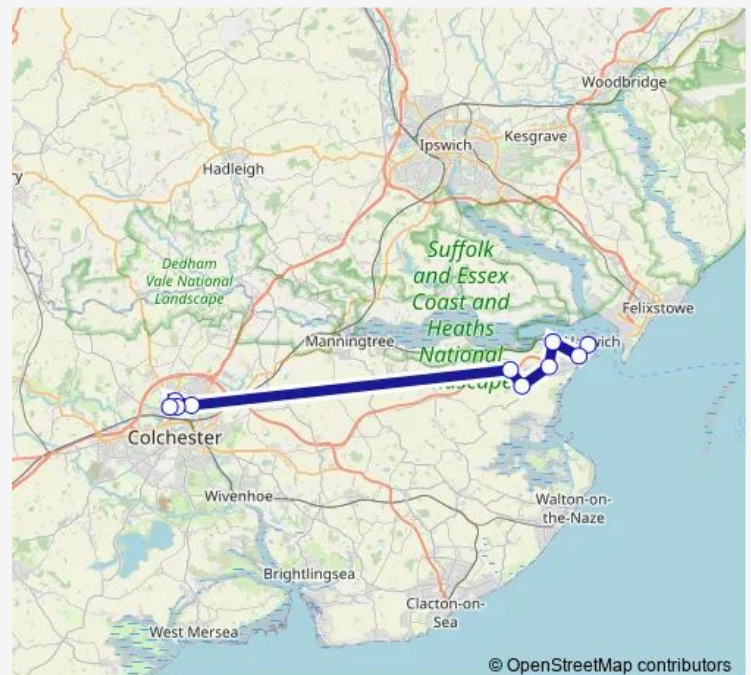 Woodbridge
Kesgrave
Ipswich
Hadleigh
ry
Dedham
Vale National
Landscape
Suffolk
and Essex
Coast and
Heaths
National
Felixstowe
Manningtree
Colchester
Wivenhoe
Walton-on-
the-Naze
Brightlingsea
Clacton-on-
Sea
West Mersea
© OpenStreetMap contributors